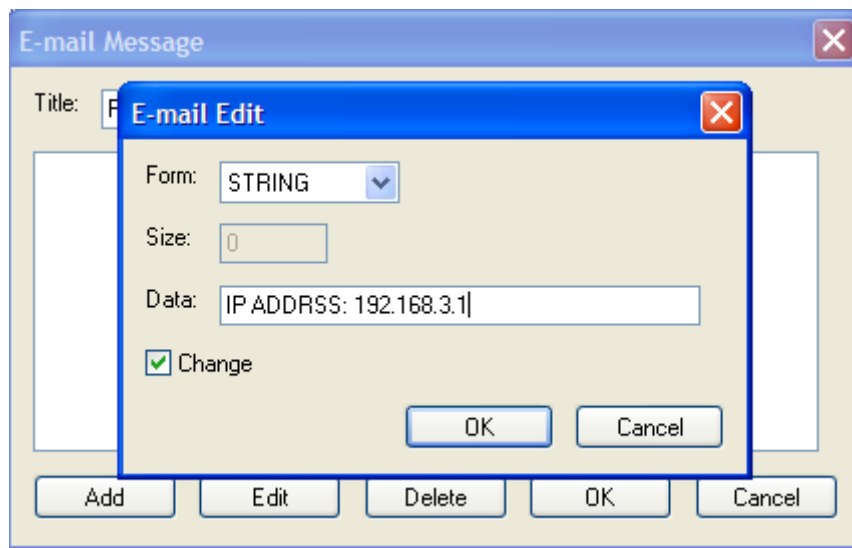 E-mail Message
Title:
E-mail Edit
Form: STRING
Size: 0
Data: IP ADDRSS: 192.168.3.1
Change
OK Cancel
Add Edit Delete OK Cancel